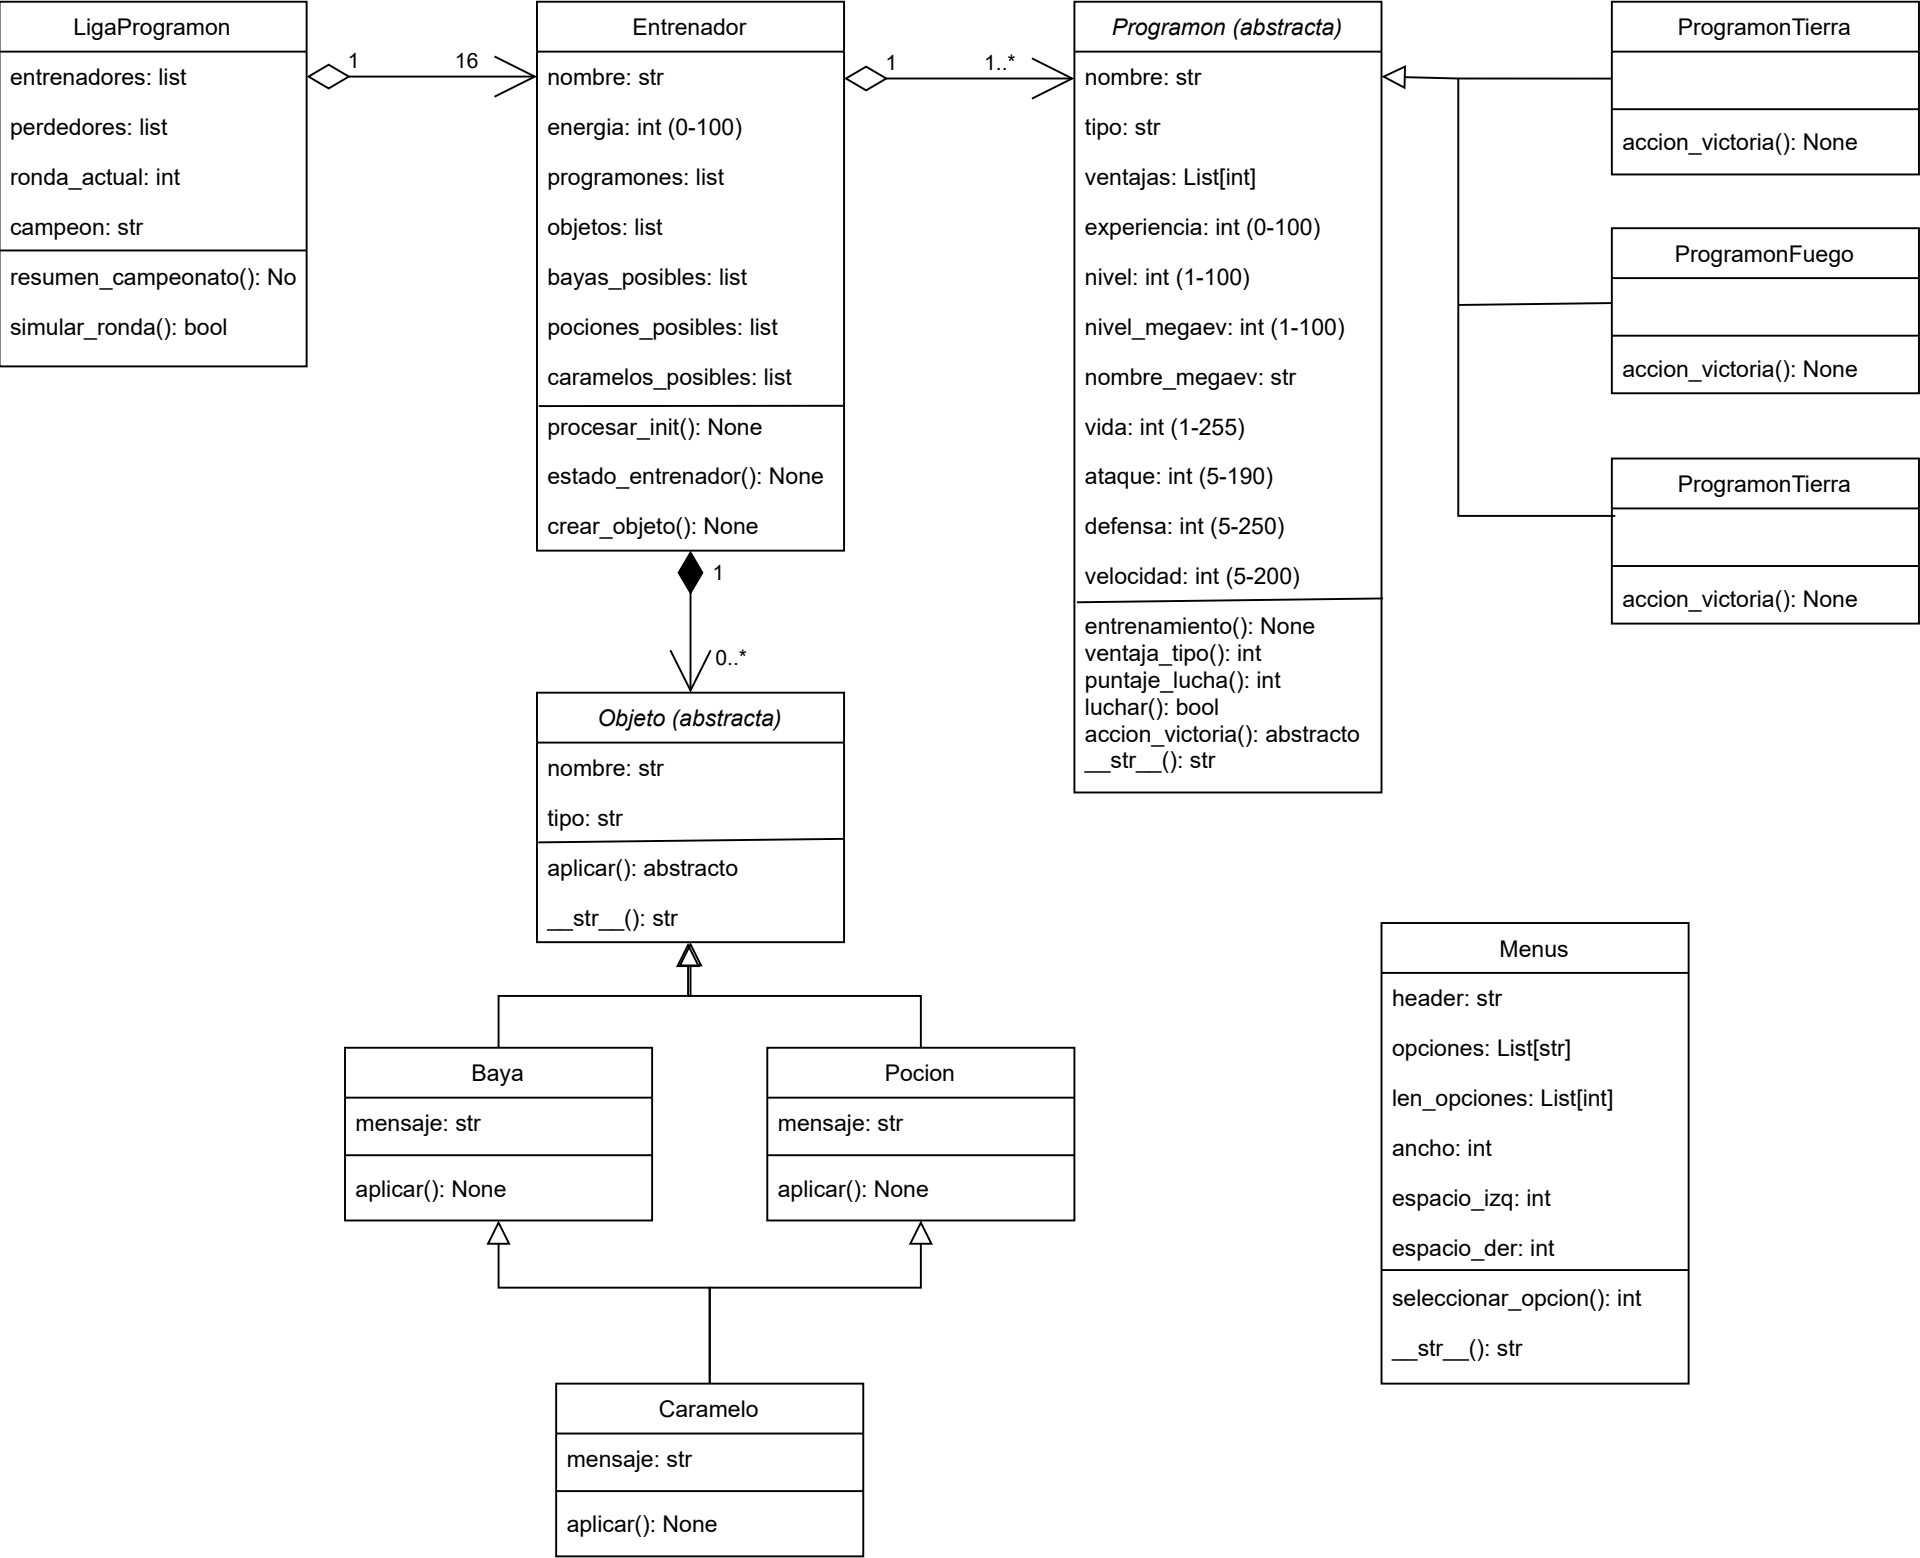 LigaProgramon
entrenadores: list
perdedores: list
ronda_actual: int
campeon: str
resumen_campeonato(): No
simular_ronda(): bool
1
16
Entrenador
nombre: str
energia: int (0-100)
programones: list
objetos: list
bayas_posibles: list
pociones_posibles: list
caramelos_posibles: list
procesar_init(): None
estado_entrenador(): None
crear_objeto(): None
1
1..*
Programon (abstracta)
nombre: str
tipo: str
ventajas: List[int]
experiencia: int (0-100)
nivel: int (1-100)
nivel_megaev: int (1-100)
nombre_megaev: str
vida: int (1-255)
ataque: int (5-190)
defensa: int (5-250)
velocidad: int (5-200)
entrenamiento(): None
ventaja_tipo(): int
puntaje_lucha(): int
luchar(): bool
accion_victoria(): abstracto
__str__(): str
ProgramonTierra
accion_victoria(): None
ProgramonFuego
accion_victoria(): None
ProgramonTierra
accion_victoria(): None
1
0..*
Objeto (abstracta)
nombre: str
tipo: str
aplicar(): abstracto
__str__(): str
Baya
mensaje: str
aplicar(): None
Pocion
mensaje: str
aplicar(): None
Caramelo
mensaje: str
aplicar(): None
Menus
header: str
opciones: List[str]
len_opciones: List[int]
ancho: int
espacio_izq: int
espacio_der: int
seleccionar_opcion(): int
__str__(): str